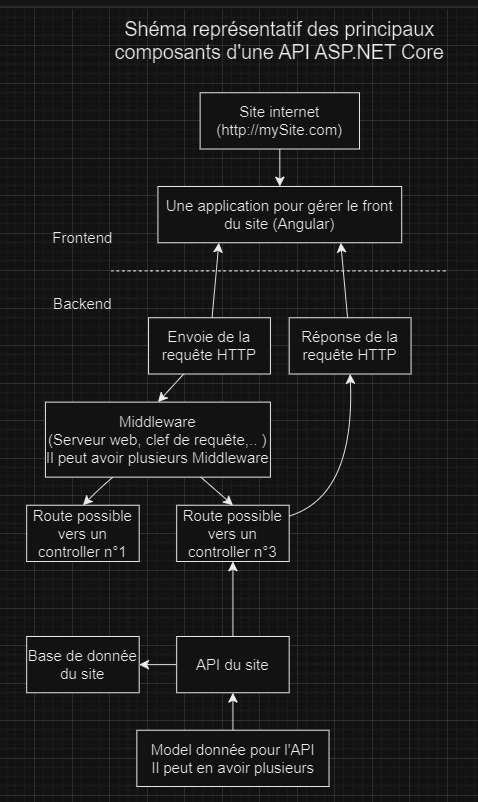 Shéma représentatif des principaux
composants d'une API ASP.NET Core
Site internet
(http://mySite.com)
Une application pour gérer le front
du site (Angular)
Frontend
Backend
Envoie de la
requête HTTP
Réponse de la
requête HTTP
Middleware
(Serveur web, clef de requête,.. )
Il peut avoir plusieurs Middleware
Route possible
vers un
controller n°1
Route possible
vers un
controller n°3
Base de donnée
du site
API du site
Model donnée pour l'API
Il peut en avoir plusieurs